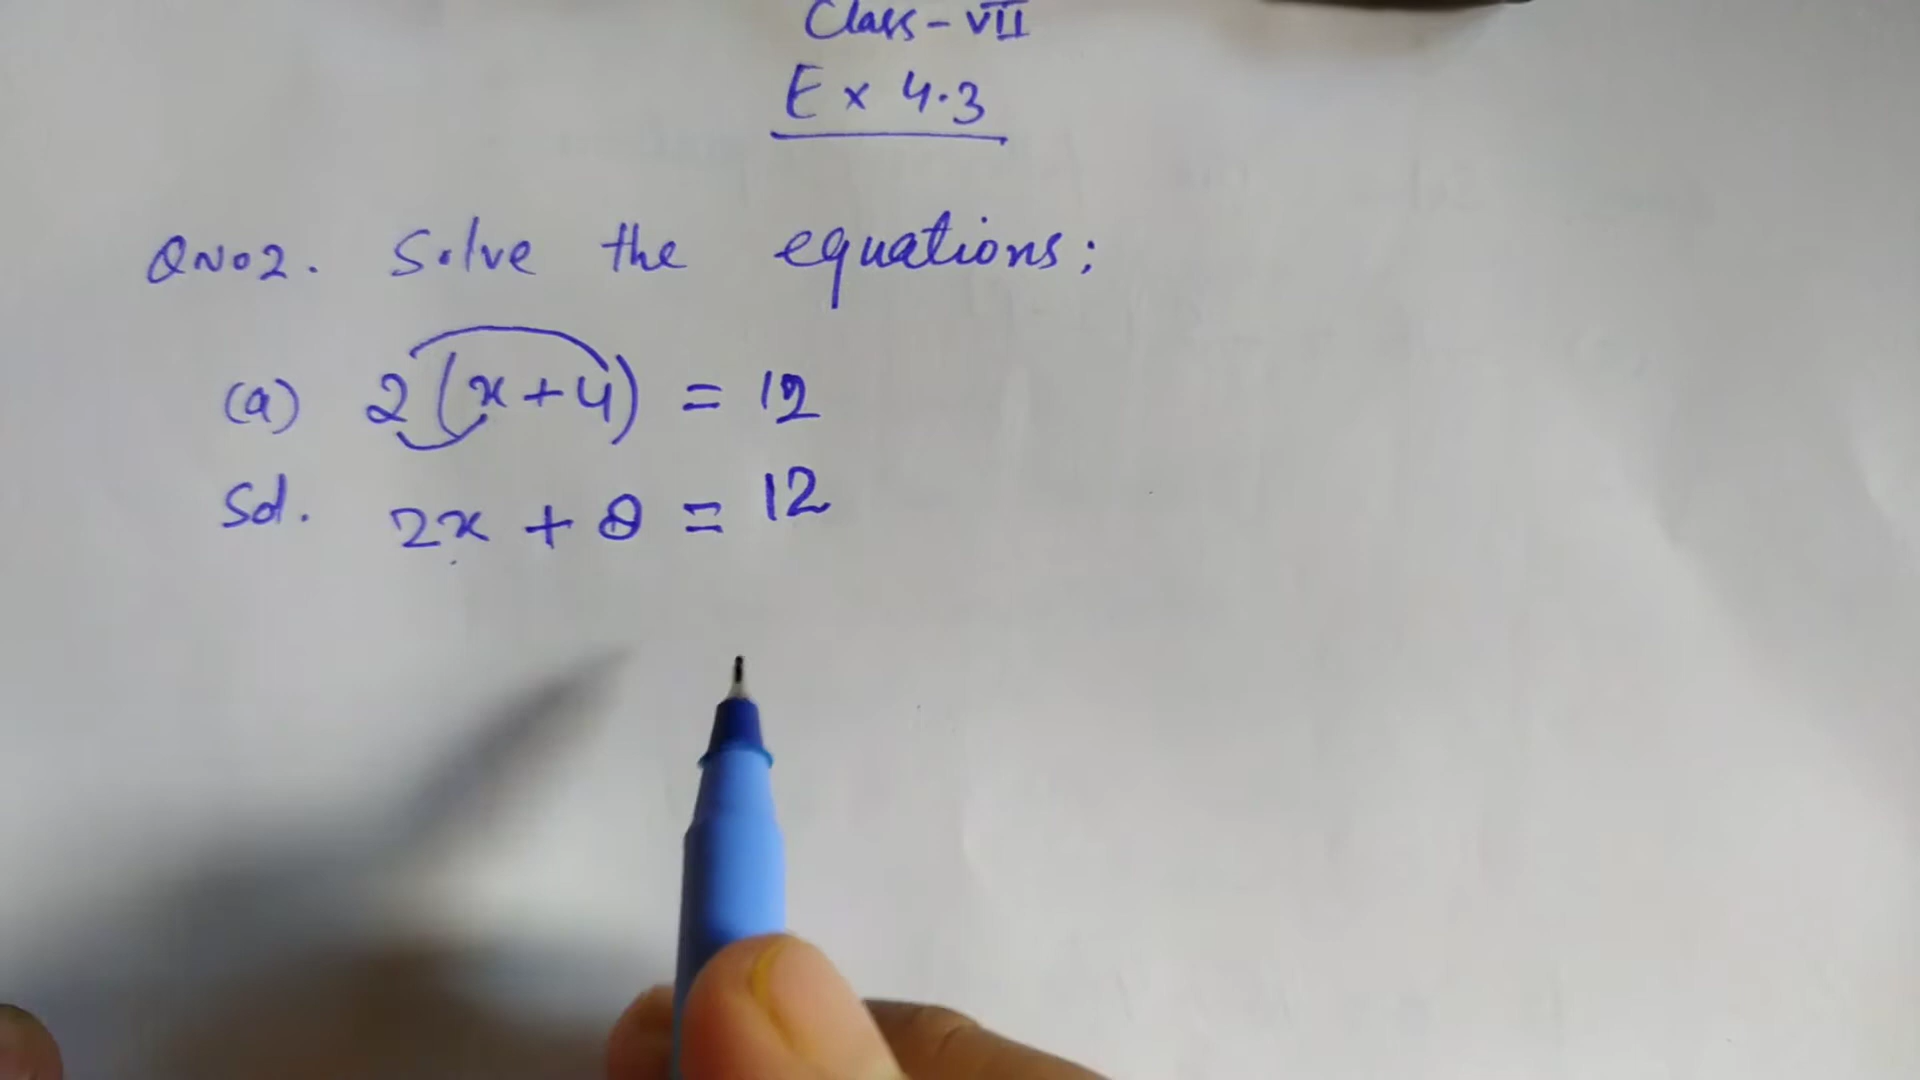 Class - VII
Ex 4.3
QNo2. Solve the equations:
(a) 2(x+4) = 12
Sol. 2x + 8 = 12